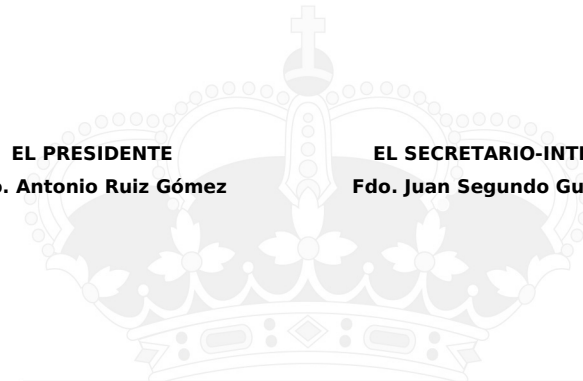 EL PRESIDENTE
Antonio Ruiz Gómez
EL SECRETARIO-
Fdo. Juan Segundo